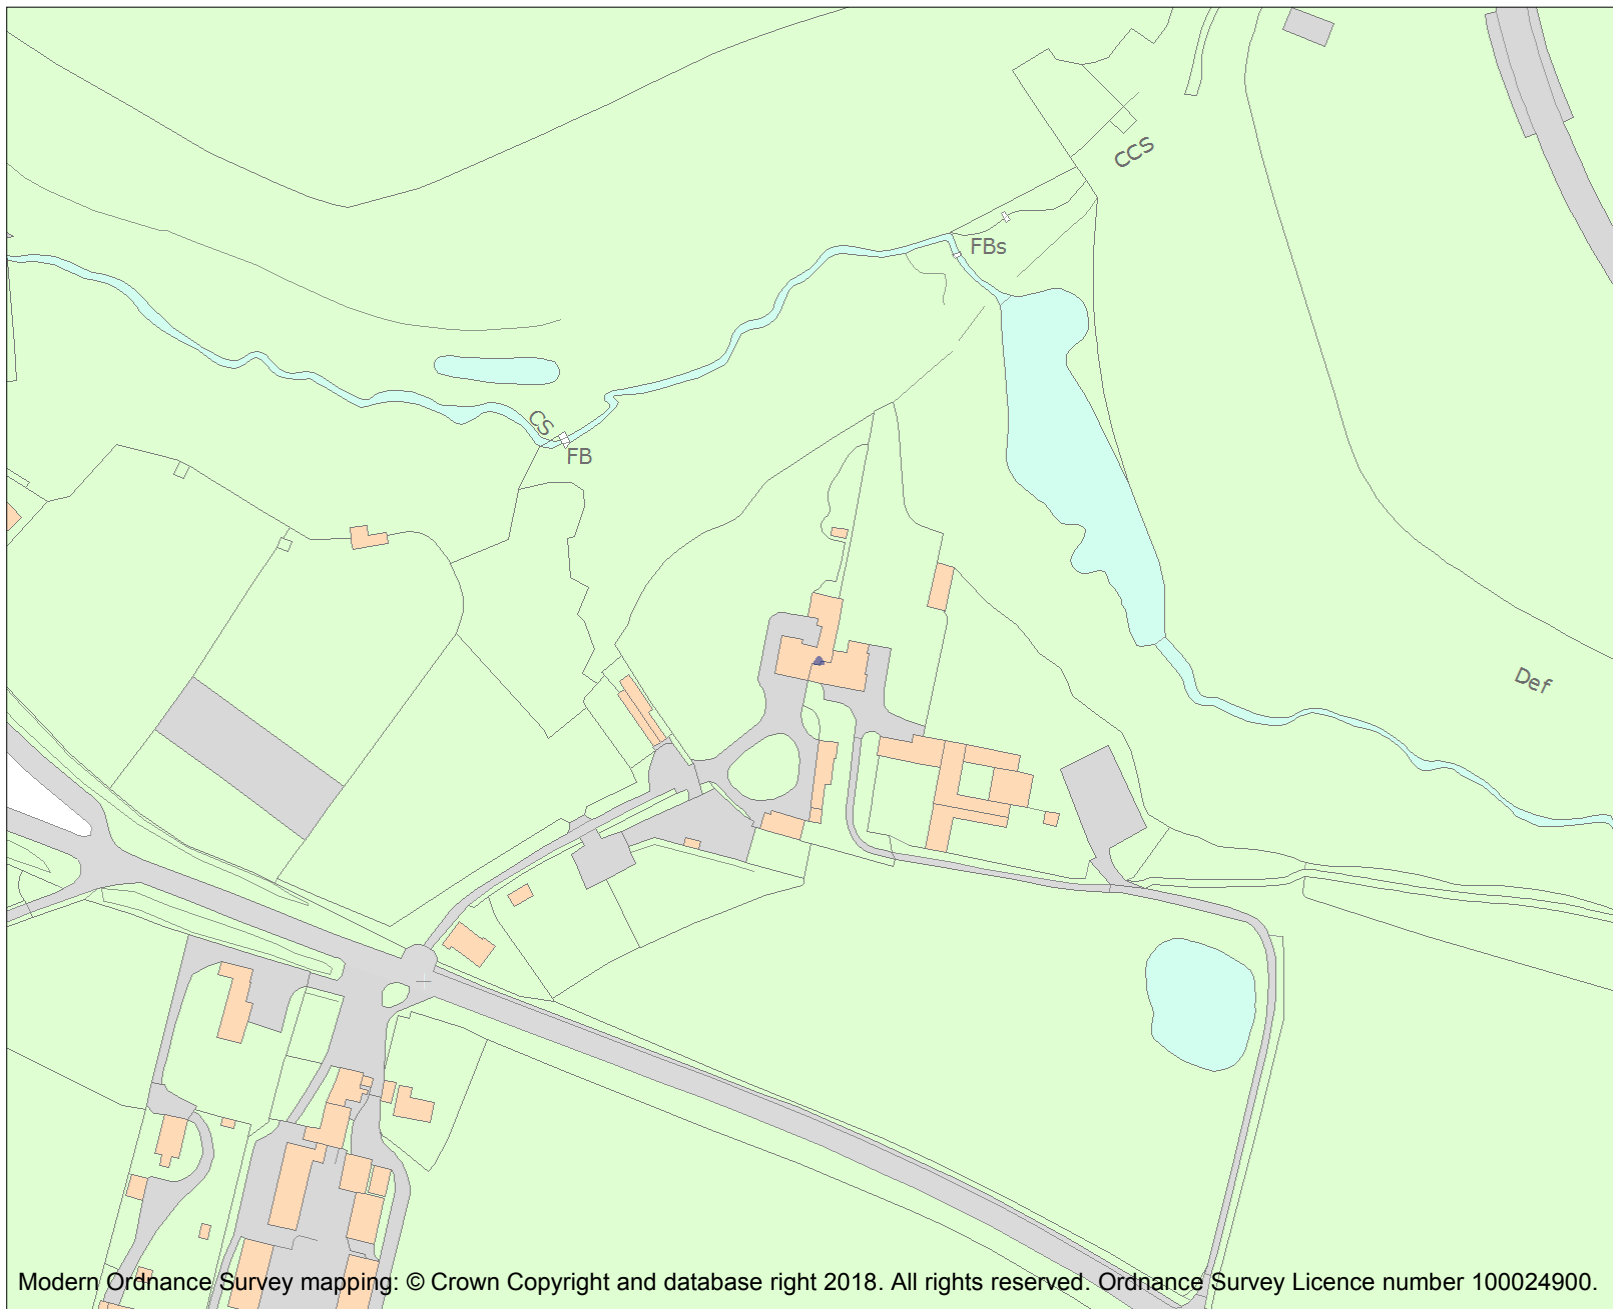 CCS
FBs
CS
FB
Def
Modern Ordnance Survey mapping: © Crown Copyright and database right 2018. All rights reserved. Ordnance Survey Licence number 100024900.